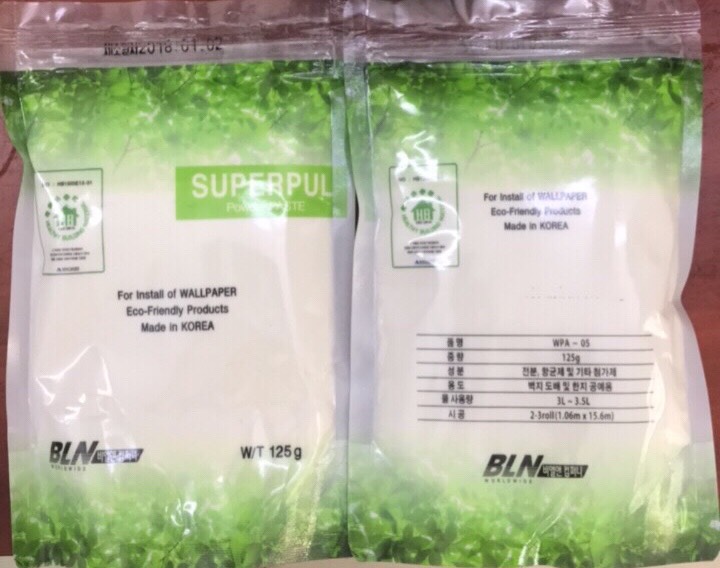 2018.01.02
SUPERPUL
For Install of WALLPAPER
Eco-Friendly Products
Made in KOREA
BLN
WORLDWIDE
W/T 125g
HB
For Install of WALLPAPER
Eco-Friendly Products
Made in KOREA
품명 WPA - 05
중량 125g
성분 전분, 항균제 및 기타 첨가제
용도 벽지 도배 및 한지 공예용
물 사용량 3L ~ 3.5L
시공 2-3roll(1.06m x 15.6m)
BLN
WORLDWIDE